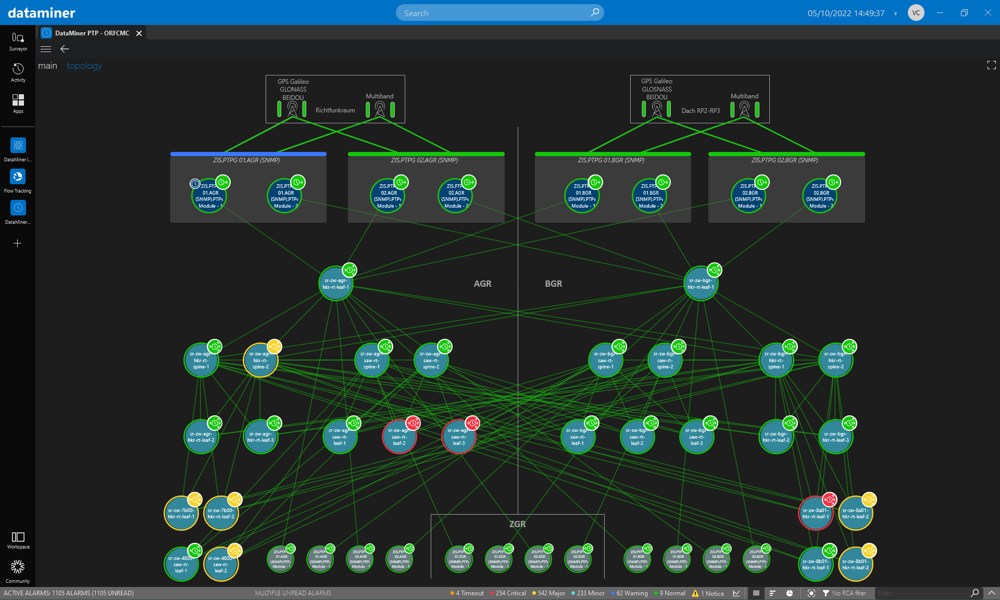 dataminer
Search
05/10/2022 14:49:37
VC
DataMiner PTP - ORFCMC
Surveyor
Activity
Apps
DataMiner I...
Flow Tracking
DataMiner...
Workspace
Community
main topology
GPS Galileo
GLONASS
BEIDOU
Richtfunkraum
Multiband
GPS Galileo
GLOSNASS
BEIDOU
Dach RP2-RP3
Multiband
ZIS.PTPG 01.AGR (SNMP)
ZIS.PTPG 02.AGR (SNMP)
ZIS.PTPG 01.BGR (SNMP)
ZIS.PTPG 02.BGR (SNMP)
ZIS.PTP
01.AGR
(SNMP).PTPv
Module - 1
ZIS.PTP
01.AGR
(SNMP).PTPv
Module - 2
ZIS.PTP
02.AGR
(SNMP).PTPv
Module - 1
ZIS.PTP
02.AGR
(SNMP).PTPv
Module - 2
ZIS.PTP
01.BGR
(SNMP).PTPv
Module - 1
ZIS.PTP
01.BGR
(SNMP).PTPv
Module - 2
ZIS.PTP
02.BGR
(SNMP).PTPv
Module - 1
ZIS.PTP
02.BGR
(SNMP).PTPv
Module - 2
sr-zw-agr-
hkr-rt-leaf-1
AGR
BGR
sr-zw-bgr-
hkr-rt-leaf-1
sr-zw-agr-
hkr-rt-
spine-1
sr-zw-agr-
hkr-rt-
spine-2
sr-zw-agr-
saw-rt-
spine-1
sr-zw-agr-
saw-rt-
spine-2
sr-zw-bgr-
saw-rt-
spine-1
sr-zw-bgr-
saw-rt-
spine-2
sr-zw-bgr-
hkr-rt-
spine-1
sr-zw-bgr-
hkr-rt-
spine-2
sr-zw-agr-
hkr-rt-leaf-2
sr-zw-agr-
hkr-rt-leaf-3
sr-zw-agr-
saw-rt-
leaf-1
sr-zw-agr-
saw-rt-
leaf-2
sr-zw-agr-
saw-rt-
leaf-3
sr-zw-bgr-
saw-rt-
leaf-1
sr-zw-bgr-
saw-rt-
leaf-2
sr-zw-bgr-
saw-rt-
leaf-3
sr-zw-bgr-
hkr-rt-leaf-2
sr-zw-bgr-
hkr-rt-leaf-3
sr-zw-7b00-
hkr-rt-leaf-1
sr-zw-7b00-
hkr-rt-leaf-2
sr-zw-8a01-
hkr-rt-leaf-1
sr-zw-8a01-
hkr-rt-leaf-2
ZGR
sr-zw-4020-
saw-rt-
leaf-1
sr-zw-4020-
saw-rt-
leaf-2
ZIS.PTP
01.AGR
(SNMP).PTPv
Module - 1
ZIS.PTP
01.AGR
(SNMP).PTPv
Module -
ZIS.PTP
02.AGR
(SNMP).PTPv
Module - 1
ZIS.PTP
02.AGR
(SNMP).PTPv
Module -
ZIS.PTP
01.ZGR
(SNMP).PTPv
Module - 1
ZIS.PTP
01.ZGR
(SNMP).PTPv
Module -
ZIS.PTP
02.ZGR
(SNMP).PTPv
Module - 1
ZIS.PTP
02.ZGR
(SNMP).PTPv
Module -
ZIS.PTP
01.BGR
(SNMP).PTPv
Module - 1
ZIS.PTP
01.BGR
(SNMP).PTPv
Module -
ZIS.PTP
02.BGR
(SNMP).PTPv
Module - 1
ZIS.PTP
02.BGR
(SNMP).PTPv
Module -
sr-zw-8b01-
hkr-rt-leaf-1
sr-zw-8b01-
hkr-rt-leaf-2
ACTIVE ALARMS: 1105 ALARMS (1105 UNREAD)
MULTIPLE UNREAD ALARMS
4 Timeout 254 Critical 542 Major 233 Minor 62 Warning 9 Normal 1 Notice
No RCA filter
Filter